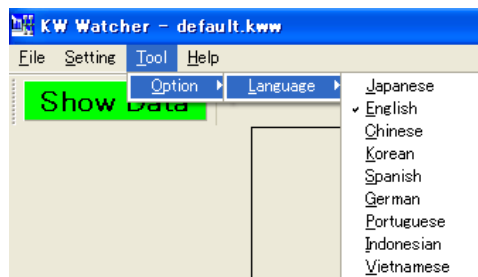 KW Watcher - default.kww
File Setting Tool Help
Option Language
Show Data
Japanese
English
Chinese
Korean
Spanish
German
Portuguese
Indonesian
Vietnamese